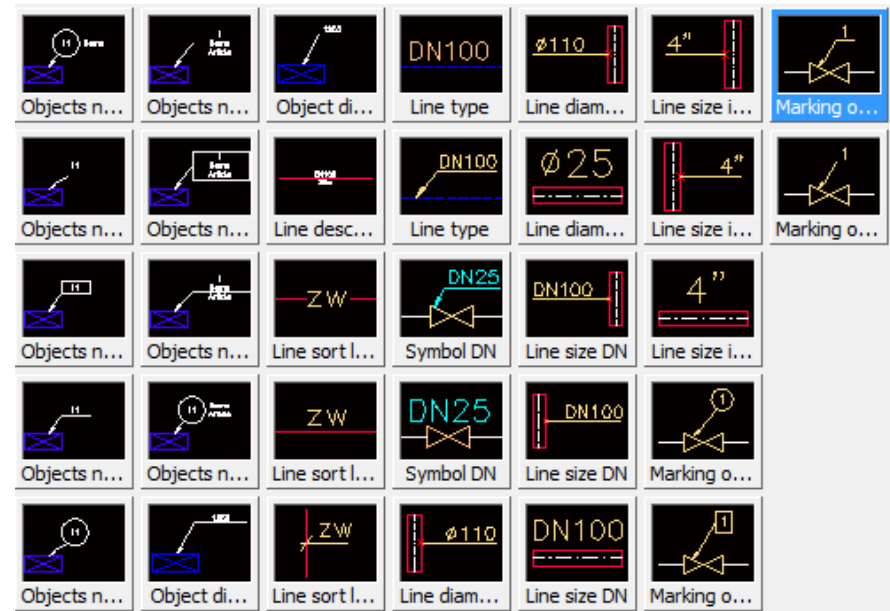 Objects n... Objects n... Object di... Line type Line diam... Line size i... Marking o...
DN100 ø110 4" 1
Objects n... Objects n... Line desc... Line type Line diam... Line size i... Marking o...
DN100 ø25 4" 1
Objects n... Objects n... Line sort l... Symbol DN Line size DN Line size i...
ZW DN25 DN100 4"
Objects n... Objects n... Line sort l... Symbol DN Line size DN Marking o...
ZW DN25 DN100 1
Objects n... Object di... Line sort l... Line diam... Line size DN Marking o...
ZW ø110 DN100 1